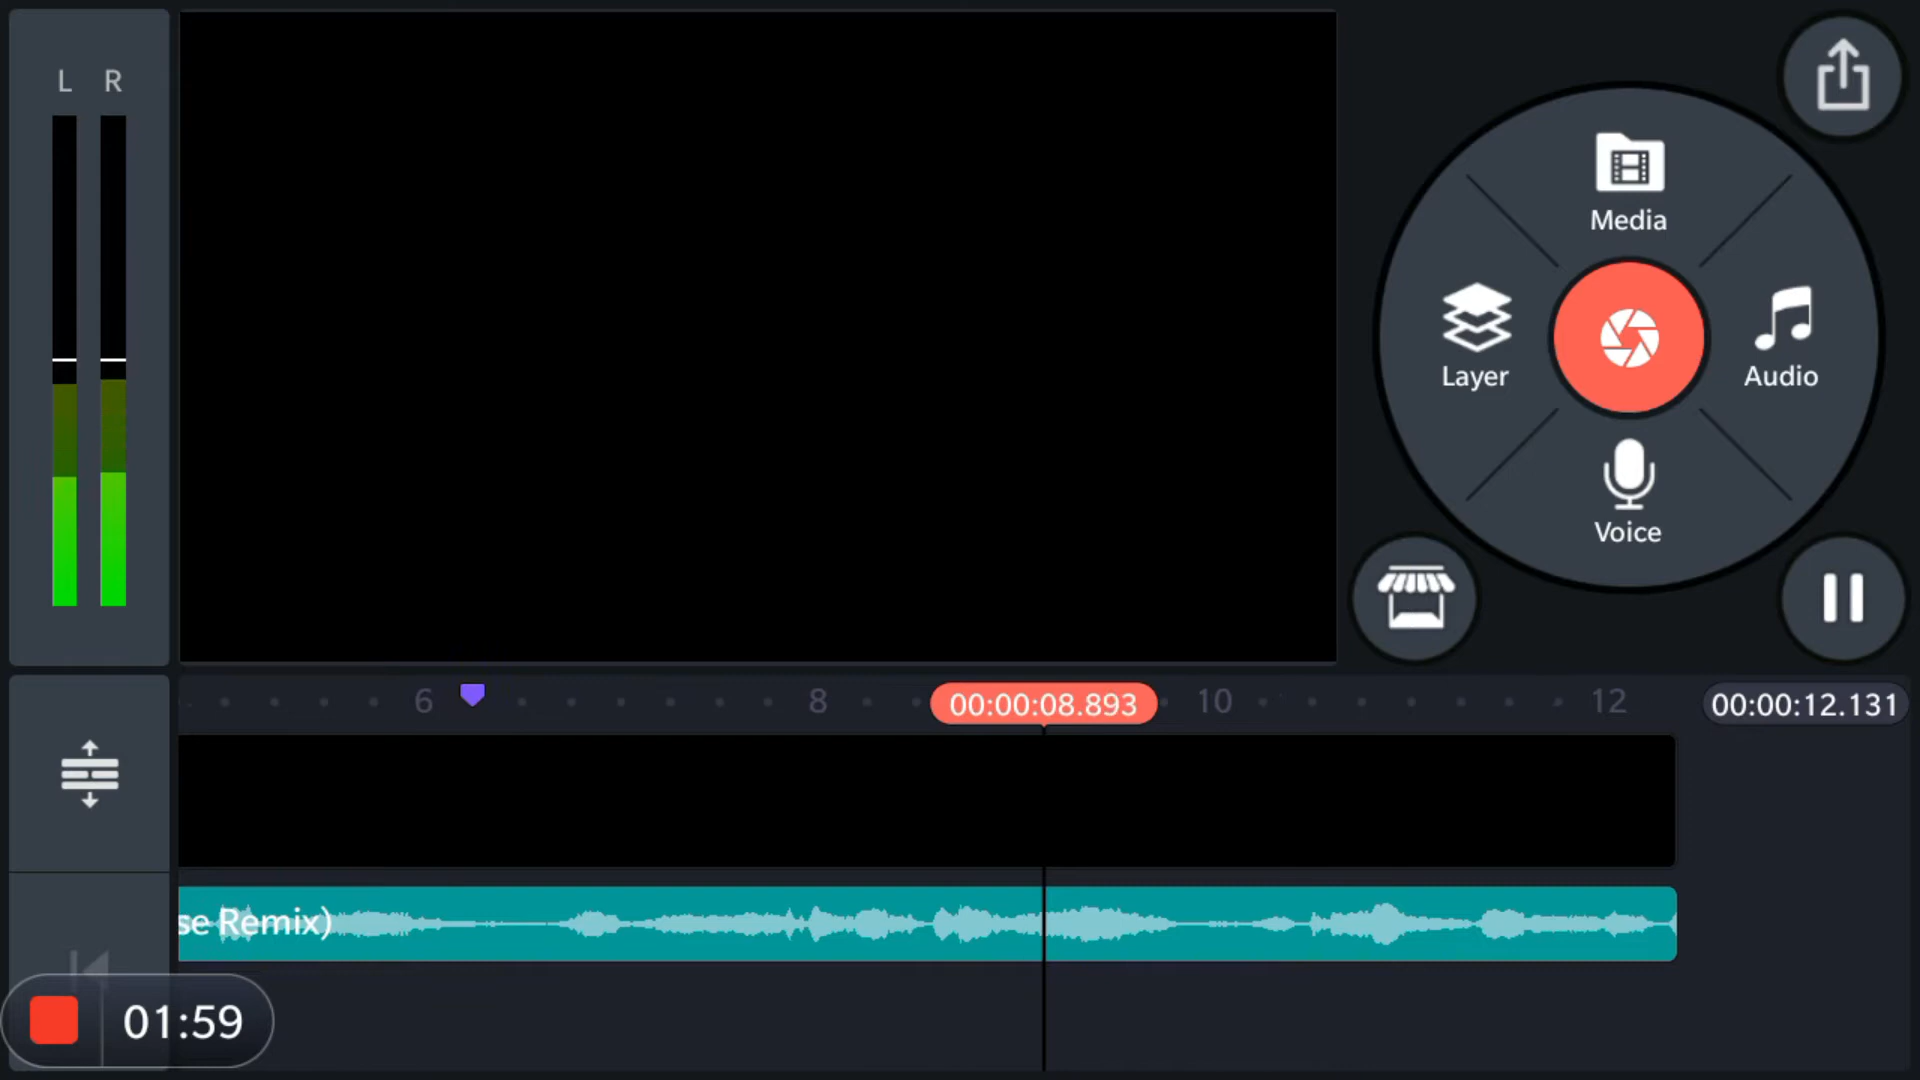 L R
Media
Layer
Audio
Voice
6
8
00:00:08.893
10
12
00:00:12.131
se Remix)
01:59